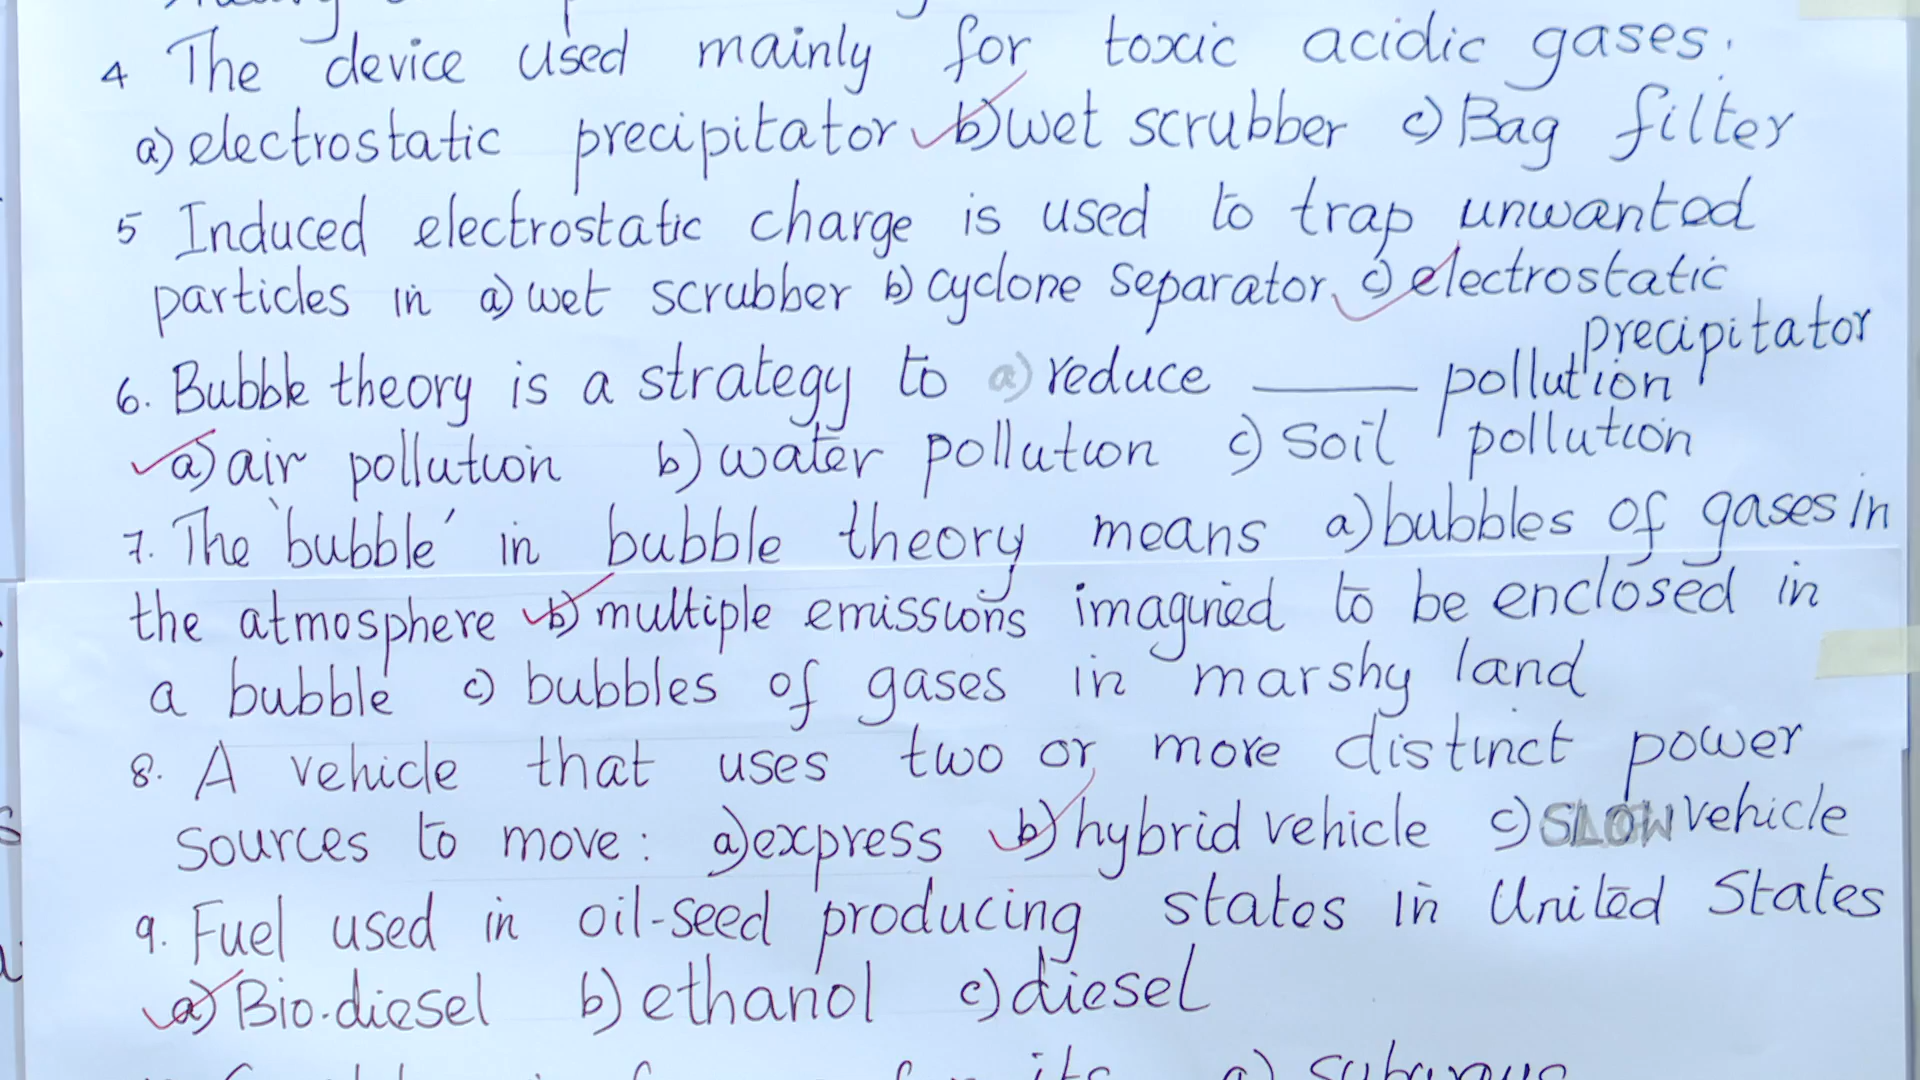 4 The device used mainly for toxic acidic gases.
a) electrostatic precipitator b) wet scrubber c) Bag filter
5 Induced electrostatic charge is used to trap unwanted
particles in a) wet scrubber b) cyclone separator c) electrostatic
precipitator
6. Bubble theory is a strategy to a) reduce ______ pollution
a) air pollution b) water pollution c) soil pollution
7. The 'bubble' in bubble theory means a) bubbles of gases in
the atmosphere b) multiple emissions imagined to be enclosed in
a bubble c) bubbles of gases in marshy land
8. A vehicle that uses two or more distinct power
sources to move: a) express b) hybrid vehicle c) SLOW vehicle
9. Fuel used in oil-seed producing states in United States
a) Bio-diesel b) ethanol c) diesel